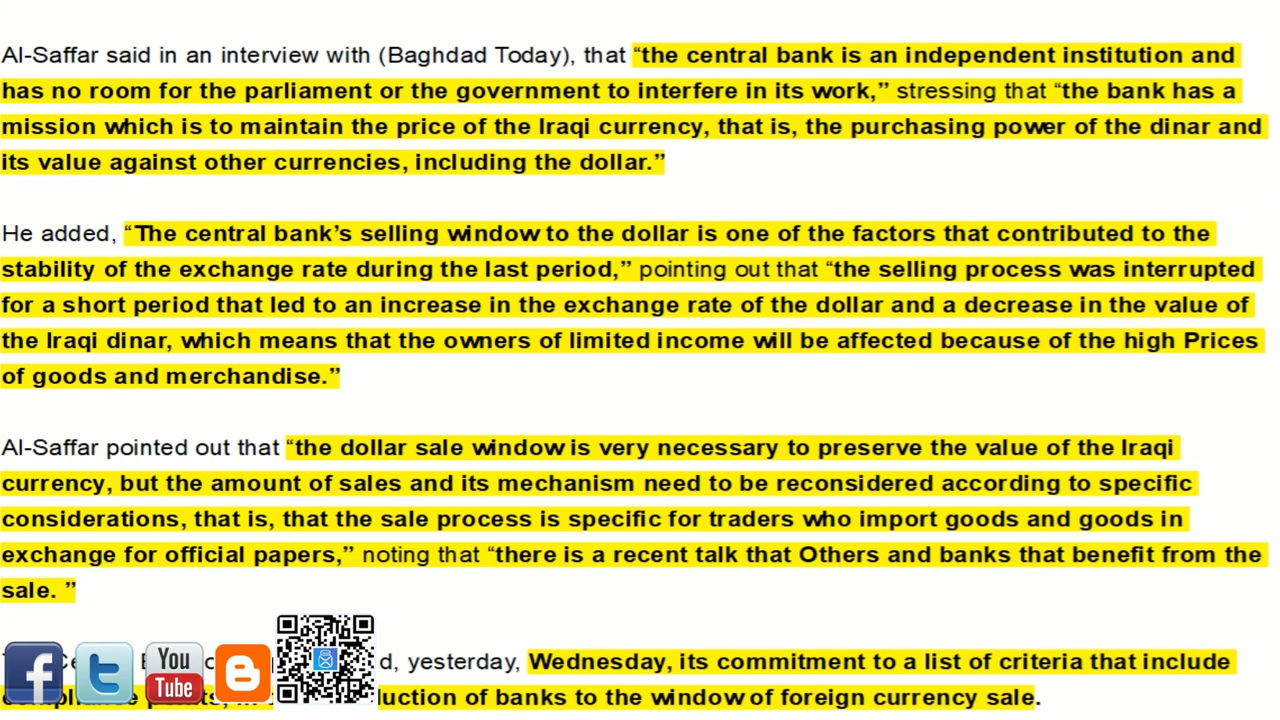 Al-Saffar said in an interview with (Baghdad Today), that “the central bank is an independent institution and
has no room for the parliament or the government to interfere in its work,” stressing that “the bank has a
mission which is to maintain the price of the Iraqi currency, that is, the purchasing power of the dinar and
its value against other currencies, including the dollar.”
He added, “The central bank’s selling window to the dollar is one of the factors that contributed to the
stability of the exchange rate during the last period,” pointing out that “the selling process was interrupted
for a short period that led to an increase in the exchange rate of the dollar and a decrease in the value of
the Iraqi dinar, which means that the owners of limited income will be affected because of the high Prices
of goods and merchandise.”
Al-Saffar pointed out that “the dollar sale window is very necessary to preserve the value of the Iraqi
currency, but the amount of sales and its mechanism need to be reconsidered according to specific
considerations, that is, that the sale process is specific for traders who import goods and goods in
exchange for official papers,” noting that “there is a recent talk that Others and banks that benefit from the
sale. ”
yesterday, Wednesday, its commitment to a list of criteria that include
of banks to the window of foreign currency sale.
You
Tube